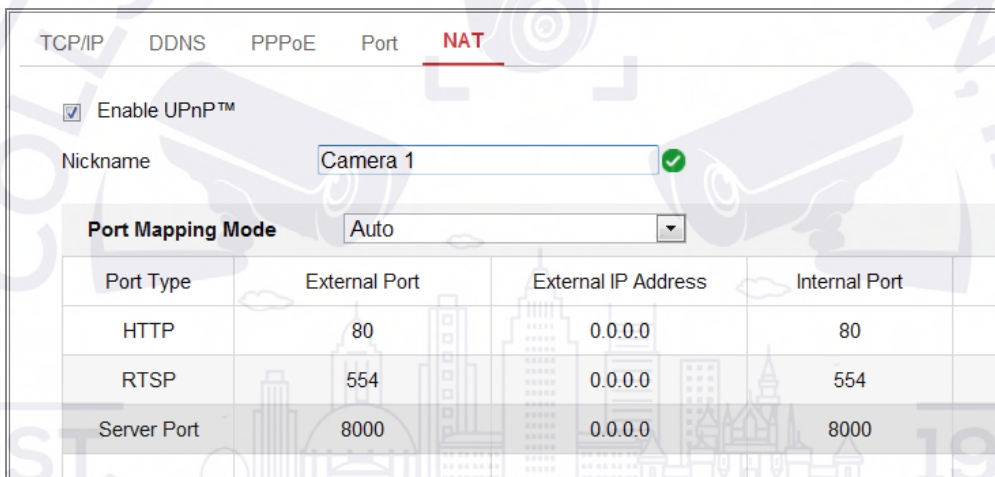 TCP/IP DDNS PPPoE Port NAT
Enable UPnP™
Nickname Camera 1
Port Mapping Mode Auto
Port Type External Port External IP Address Internal Port
HTTP 80 0.0.0.0 80
RTSP 554 0.0.0.0 554
Server Port 8000 0.0.0.0 8000